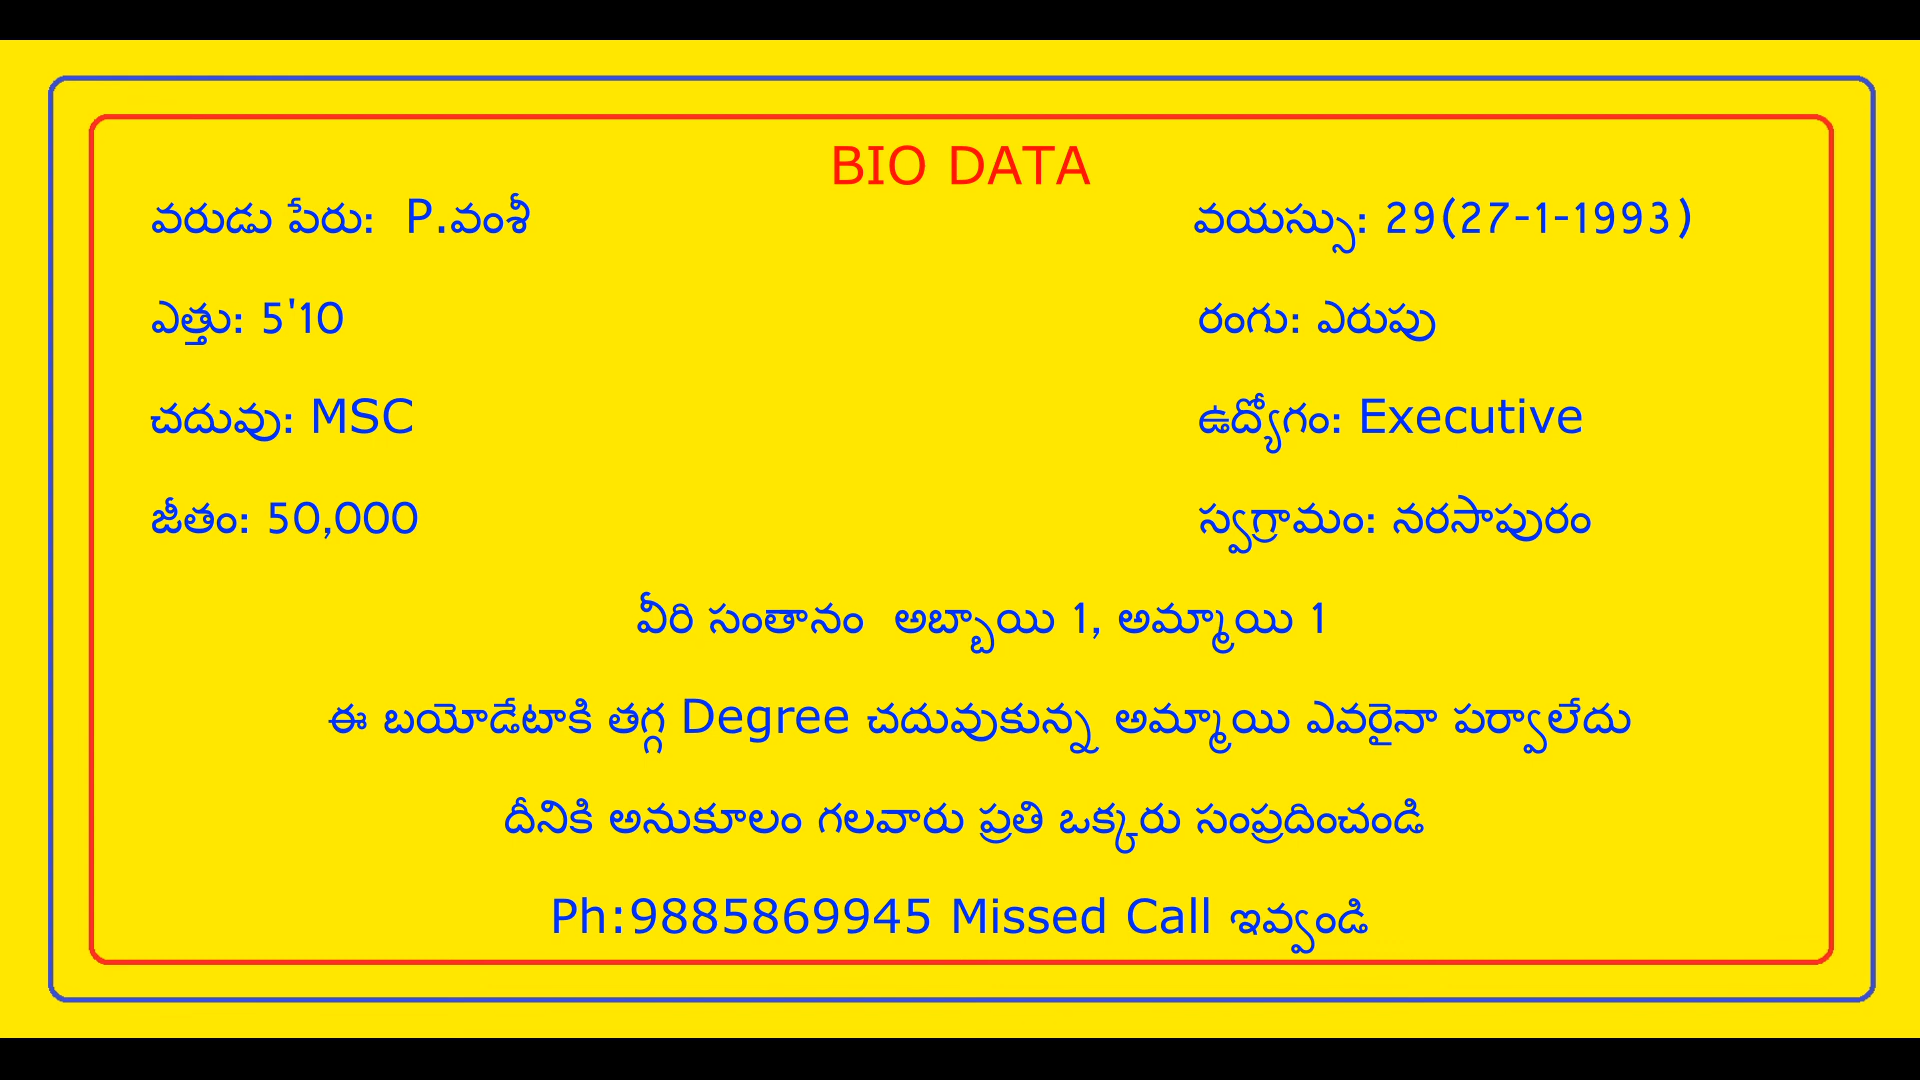 BIO DATA
వరుడు పేరు: P.వంశీ
వయస్సు: 29(27-1-1993)
ఎత్తు: 5'10
రంగు: ఎరుపు
చదువు: MSC
ఉద్యోగం: Executive
జీతం: 50,000
స్వగ్రామం: నరసాపురం
వీరి సంతానం అబ్బాయి 1, అమ్మాయి 1
ఈ బయోడేటాకి తగ్గ Degree చదువుకున్న అమ్మాయి ఎవరైనా పర్వాలేదు
దీనికి అనుకూలం గలవారు ప్రతి ఒక్కరు సంప్రదించండి
Ph:9885869945 Missed Call ఇవ్వండి